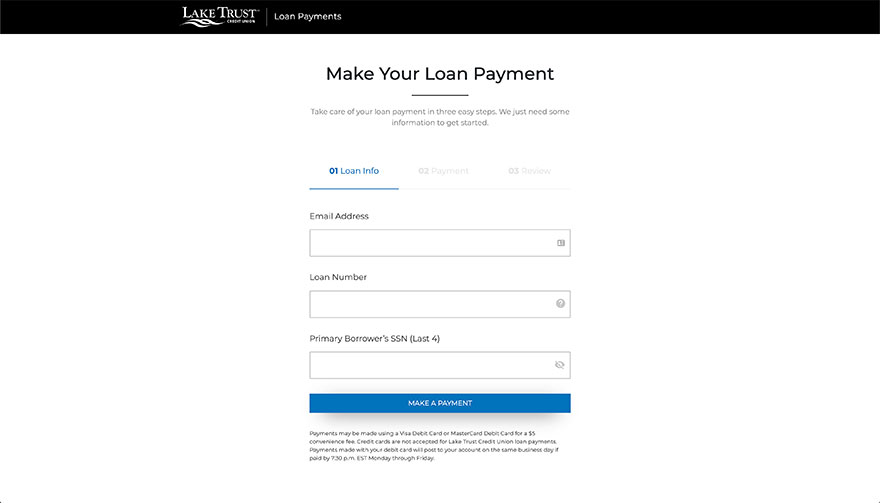 LAKE TRUST™
CREDIT UNION
Loan Payments
Make Your Loan Payment
Take care of your loan payment in three easy steps. We just need some
information to get started.
01 Loan Info
02 Payment
03 Review
Email Address
Loan Number
?
Primary Borrower's SSN (Last 4)
MAKE A PAYMENT
Payments may be made using a Visa Debit Card or MasterCard Debit Card for a $5
convenience fee. Credit cards are not accepted for Lake Trust Credit Union loan payments.
Payments made with your debit card will post to your account on the same business day if
paid by 7:30 p.m. EST Monday through Friday.